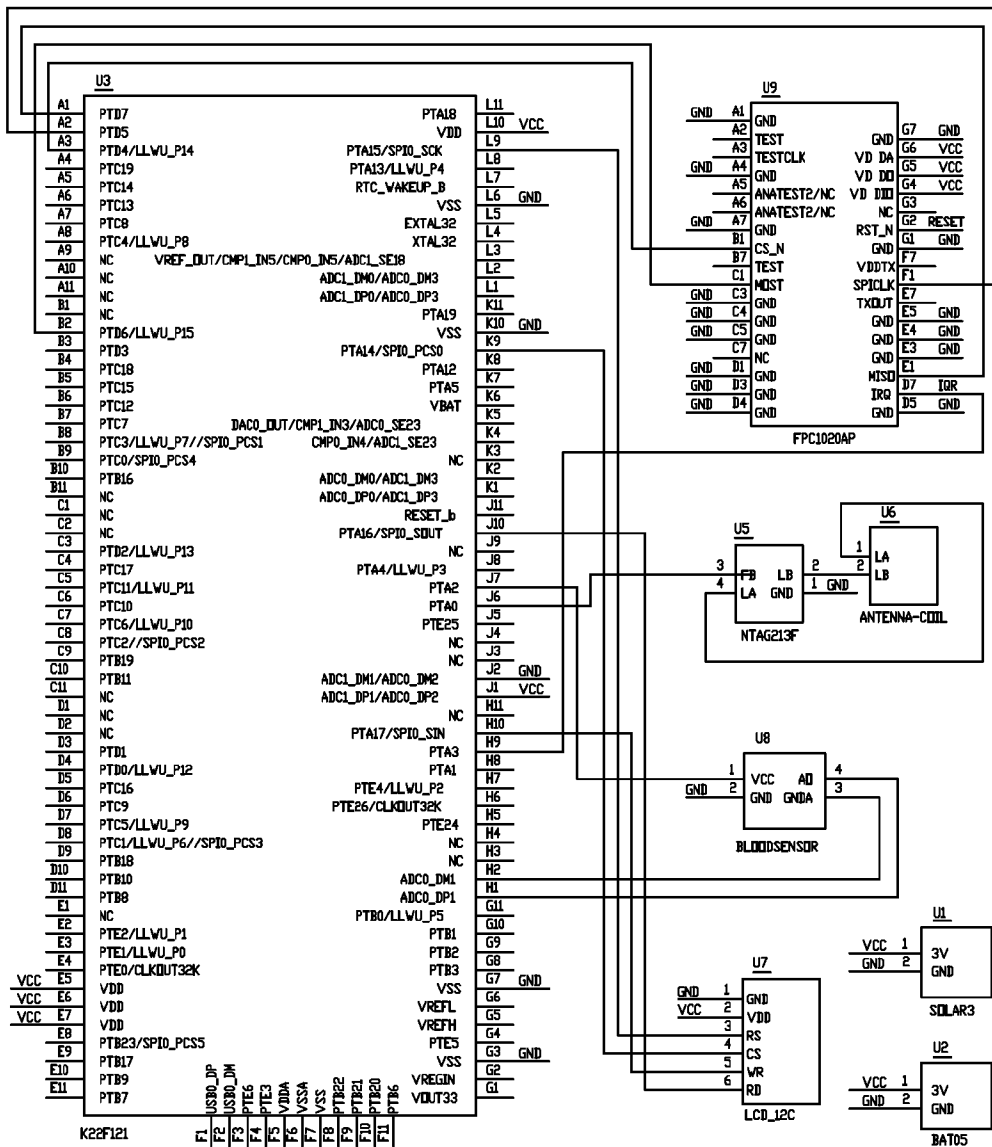 U3
A1 PTD7 PTA18 L11
A2 PTD5 VDD L10 VCC
A3 PTD4/LLWU_P14 PTA15/SPI0_SCK L9
A4 PTC19 PTA13/LLWU_P4 L8
A5 PTC14 RTC_WAKEUP_B L7
A6 PTC13 VSS L6 GND
A7 PTC8 EXTAL32 L5
A8 PTC4/LLWU_P8 XTAL32 L4
A9 NC VREF_OUT/CMP1_IN5/CMP0_IN5/ADC1_SE18 L3
A10 NC ADC1_DM0/ADC0_DM3 L2
A11 NC ADC1_DP0/ADC0_DP3 L1
B1 NC PTA19 K11
B2 PTD6/LLWU_P15 VSS K10 GND
B3 PTD3 PTA14/SPI0_PCS0 K9
B4 PTC18 PTA12 K8
B5 PTC15 PTA5 K7
B6 PTC12 VBAT K6
B7 PTC7 DAC0_OUT/CMP1_IN3/ADC0_SE23 K5
B8 PTC3/LLWU_P7//SPI0_PCS1 CMP0_IN4/ADC1_SE23 K4
B9 PTC0/SPI0_PCS4 NC K3
B10 PTB16 ADC0_DM0/ADC1_DM3 K2
B11 NC ADC0_DP0/ADC1_DP3 K1
C1 NC RESET_b J11
C2 NC PTA16/SPI0_SOUT J10
C3 PTD2/LLWU_P13 NC J9
C4 PTC17 PTA4/LLWU_P3 J8
C5 PTC11/LLWU_P11 PTA2 J7
C6 PTC10 PTA0 J6
C7 PTC6/LLWU_P10 PTE25 J5
C8 PTC2//SPI0_PCS2 NC J4
C9 PTB19 NC J3
C10 PTB11 ADC1_DM1/ADC0_DM2 J2 GND
C11 NC ADC1_DP1/ADC0_DP2 J1 VCC
D1 NC NC H11
D2 NC PTA17/SPI0_SIN H10
D3 PTD1 PTA3 H9
D4 PTD0/LLWU_P12 PTA1 H8
D5 PTC16 PTE4/LLWU_P2 H7
D6 PTC9 PTE26/CLKOUT32K H6
D7 PTC5/LLWU_P9 PTE24 H5
D8 PTC1/LLWU_P6//SPI0_PCS3 NC H4
D9 PTB18 NC H3
D10 PTB10 ADC0_DM1 H2
D11 PTB8 ADC0_DP1 H1
E1 NC PTB0/LLWU_P5 G11
E2 PTE2/LLWU_P1 PTB1 G10
E3 PTE1/LLWU_P0 PTB2 G9
E4 PTE0/CLKOUT32K PTB3 G8
VCC E5 VDD VSS G7 GND
VCC E6 VDD VREFL G6
VCC E7 VDD VREFH G5
E8 PTB23/SPI0_PCS5 PTE5 G4
E9 PTB17 VSS G3 GND
E10 PTB9 VREGIN G2
E11 PTB7 VOUT33 G1
USB0_DP USB0_DM PTE6 PTE3 VDDA VSSA VSS PTB22 PTB21 PTB20 PTB6
F1 F2 F3 F4 F5 F6 F7 F8 F9 F10 F11
K22F121
U9
GND A1 GND
A2 TEST GND G7 GND
A3 TESTCLK VD DA G6 VCC
GND A4 GND VD DD G5 VCC
A5 ANATEST2/NC VD DIO G4 VCC
A6 ANATEST2/NC NC G3
GND A7 GND RST_N G2 RESET
B1 CS_N GND G1 GND
B7 TEST VDDTX F7
C1 MOST SPICLK F1
GND C3 GND TXOUT E7
GND C4 GND GND E5 GND
GND C5 GND GND E4 GND
C7 NC GND E3 GND
GND D1 GND MISO E1
GND D3 GND IRQ D7 IQR
GND D4 GND GND D5 GND
FPC1020AP
U5
3 FB LB 2
4 LA GND 1 GND
NTAG213F
U6
1 LA
2 LB
ANTENNA-COIL
U8
1 VCC AO 4
GND 2 GND GNDA 3
BLOODSENSOR
U7
GND 1 GND
VCC 2 VDD
3 RS
4 CS
5 WR
6 RD
LCD_12C
U1
VCC 1 3V
GND 2 GND
SOLAR3
U2
VCC 1 3V
GND 2 GND
BAT05